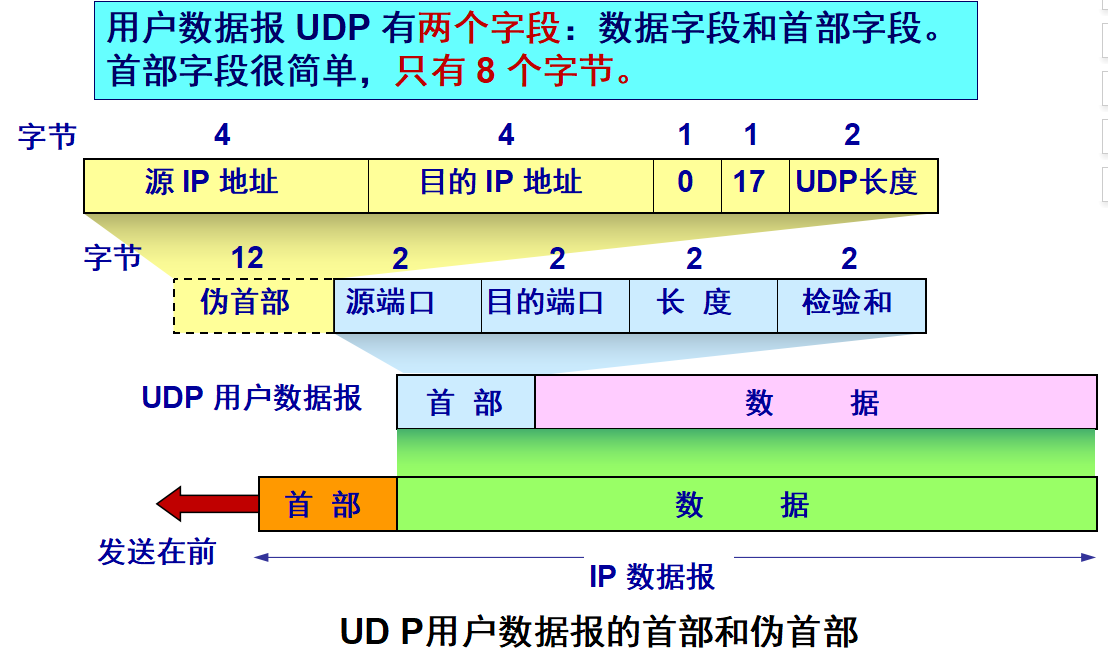 用户数据报 UDP 有两个字段：数据字段和首部字段。
首部字段很简单，只有 8 个字节。
字节 4 4 1 1 2
源 IP 地址 目的 IP 地址 0 17 UDP长度
字节 12 2 2 2 2
伪首部 源端口 目的端口 长 度 检验和
UDP 用户数据报 首 部 数 据
首 部 数 据
发送在前
IP 数据报
UD P用户数据报的首部和伪首部